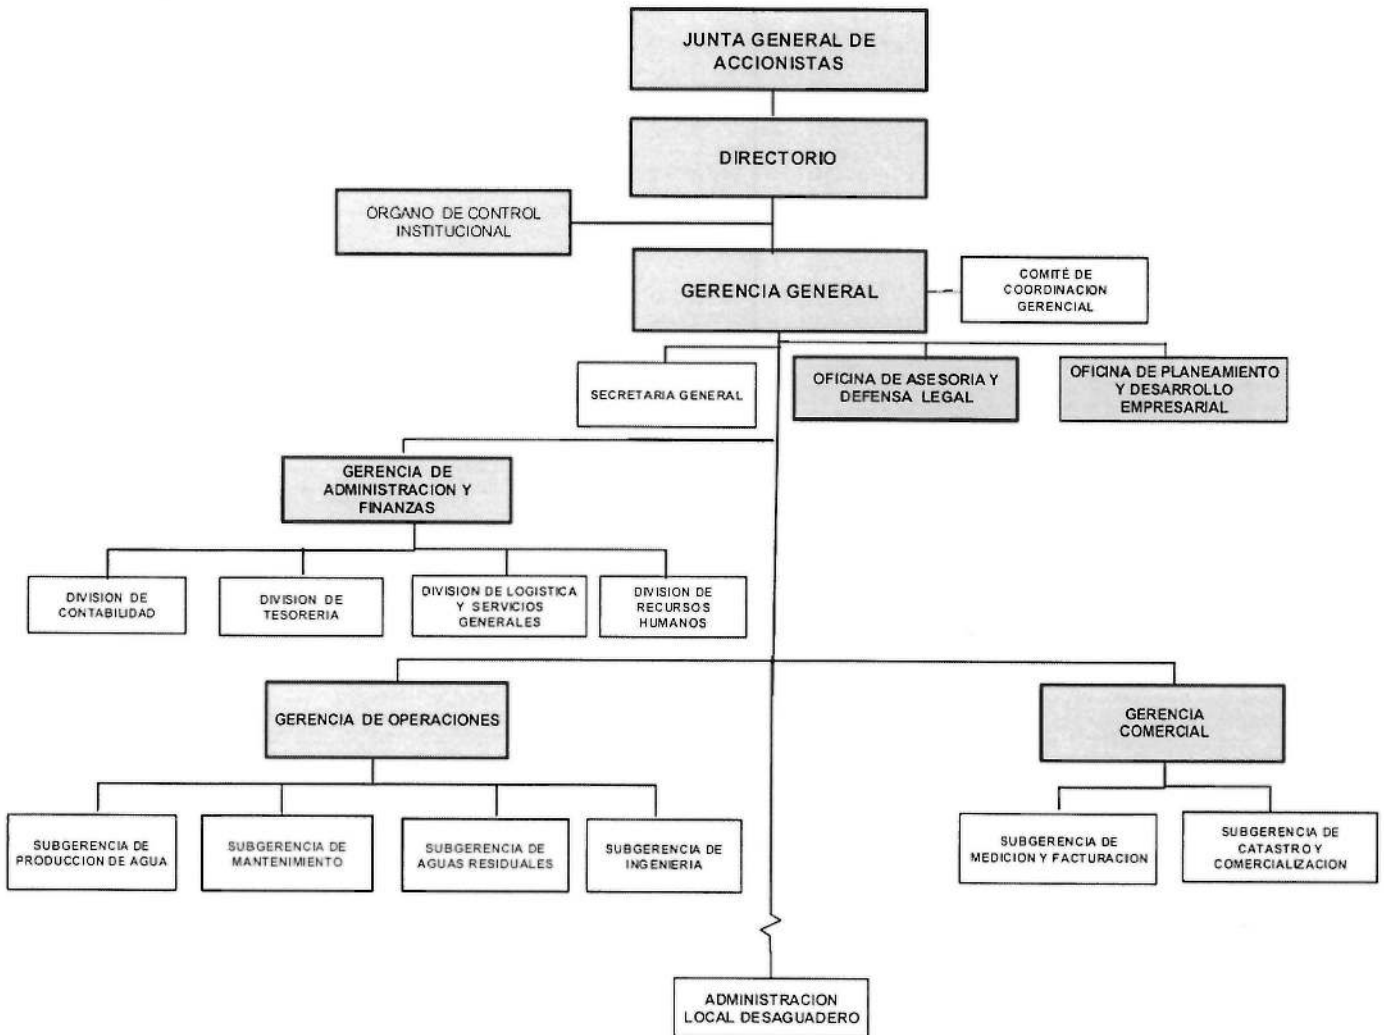 JUNTA GENERAL DE
ACCIONISTAS
DIRECTORIO
ORGANO DE CONTROL
INSTITUCIONAL
GERENCIA GENERAL
COMITÉ DE
COORDINACION
GERENCIAL
SECRETARIA GENERAL
OFICINA DE ASESORIA Y
DEFENSA LEGAL
OFICINA DE PLANEAMIENTO
Y DESARROLLO
EMPRESARIAL
GERENCIA DE
ADMINISTRACION Y
FINANZAS
DIVISION DE
CONTABILIDAD
DIVISION DE
TESORERIA
DIVISION DE LOGISTICA
Y SERVICIOS
GENERALES
DIVISION DE
RECURSOS
HUMANOS
GERENCIA DE OPERACIONES
GERENCIA
COMERCIAL
SUBGERENCIA DE
PRODUCCION DE AGUA
SUBGERENCIA DE
MANTENIMIENTO
SUBGERENCIA DE
AGUAS RESIDUALES
SUBGERENCIA DE
INGENIERIA
SUBGERENCIA DE
MEDICION Y FACTURACION
SUBGERENCIA DE
CATASTRO Y
COMERCIALIZACION
ADMINISTRACION
LOCAL DESAGUADERO